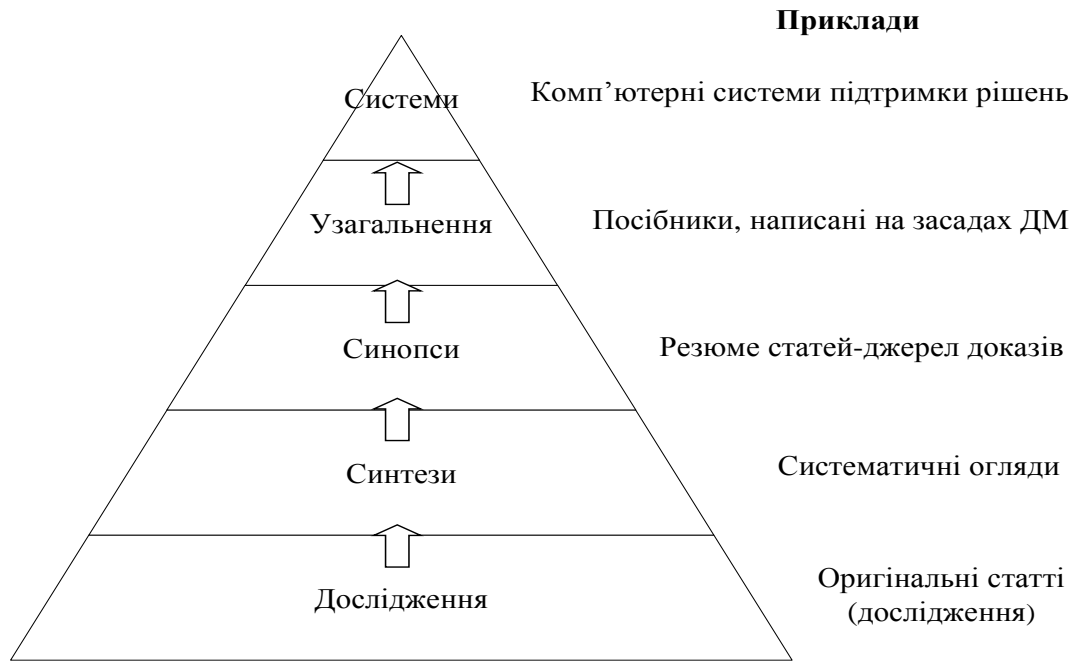 Приклади
Системи
Комп’ютерні системи підтримки рішень
Узагальнення
Посібники, написані на засадах ДМ
Синопси
Резюме статей-джерел доказів
Синтези
Систематичні огляди
Дослідження
Оригінальні статті
(дослідження)